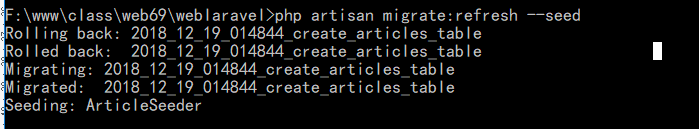 F:\www\class\web69\weblaravel>php artisan migrate:refresh --seed
Rolling back: 2018_12_19_014844_create_articles_table
Rolled back:  2018_12_19_014844_create_articles_table
Migrating: 2018_12_19_014844_create_articles_table
Migrated:  2018_12_19_014844_create_articles_table
Seeding: ArticleSeeder